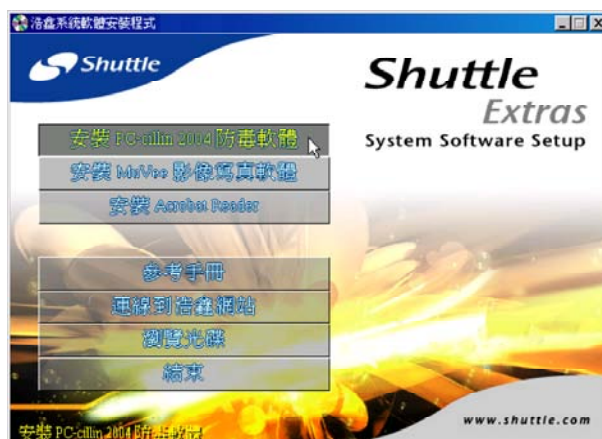 浩鑫系統軟體安裝程式
Shuttle
Shuttle
Extras
System Software Setup
安裝 PC-cillin 2004 防毒軟體
安裝 MuVee 影像寫真軟體
安裝 Acrobat Reader
參考手冊
連線到浩鑫網站
瀏覽光碟
結束
www.shuttle.com
安裝 PC-cillin 2004 防毒軟體